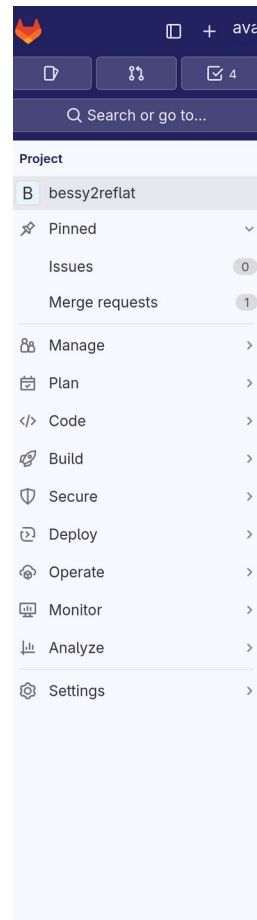 ava
4
Search or go to...
Project
B bessy2reflat
Pinned
Issues 0
Merge requests 1
Manage
Plan
Code
Build
Secure
Deploy
Operate
Monitor
Analyze
Settings